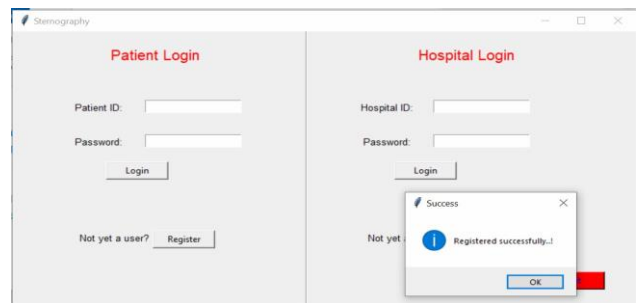 Sternography
Patient Login
Patient ID:
Password:
Login
Not yet a user? Register
Hospital Login
Hospital ID:
Password:
Login
Not yet
Success
Registered successfully..!
OK